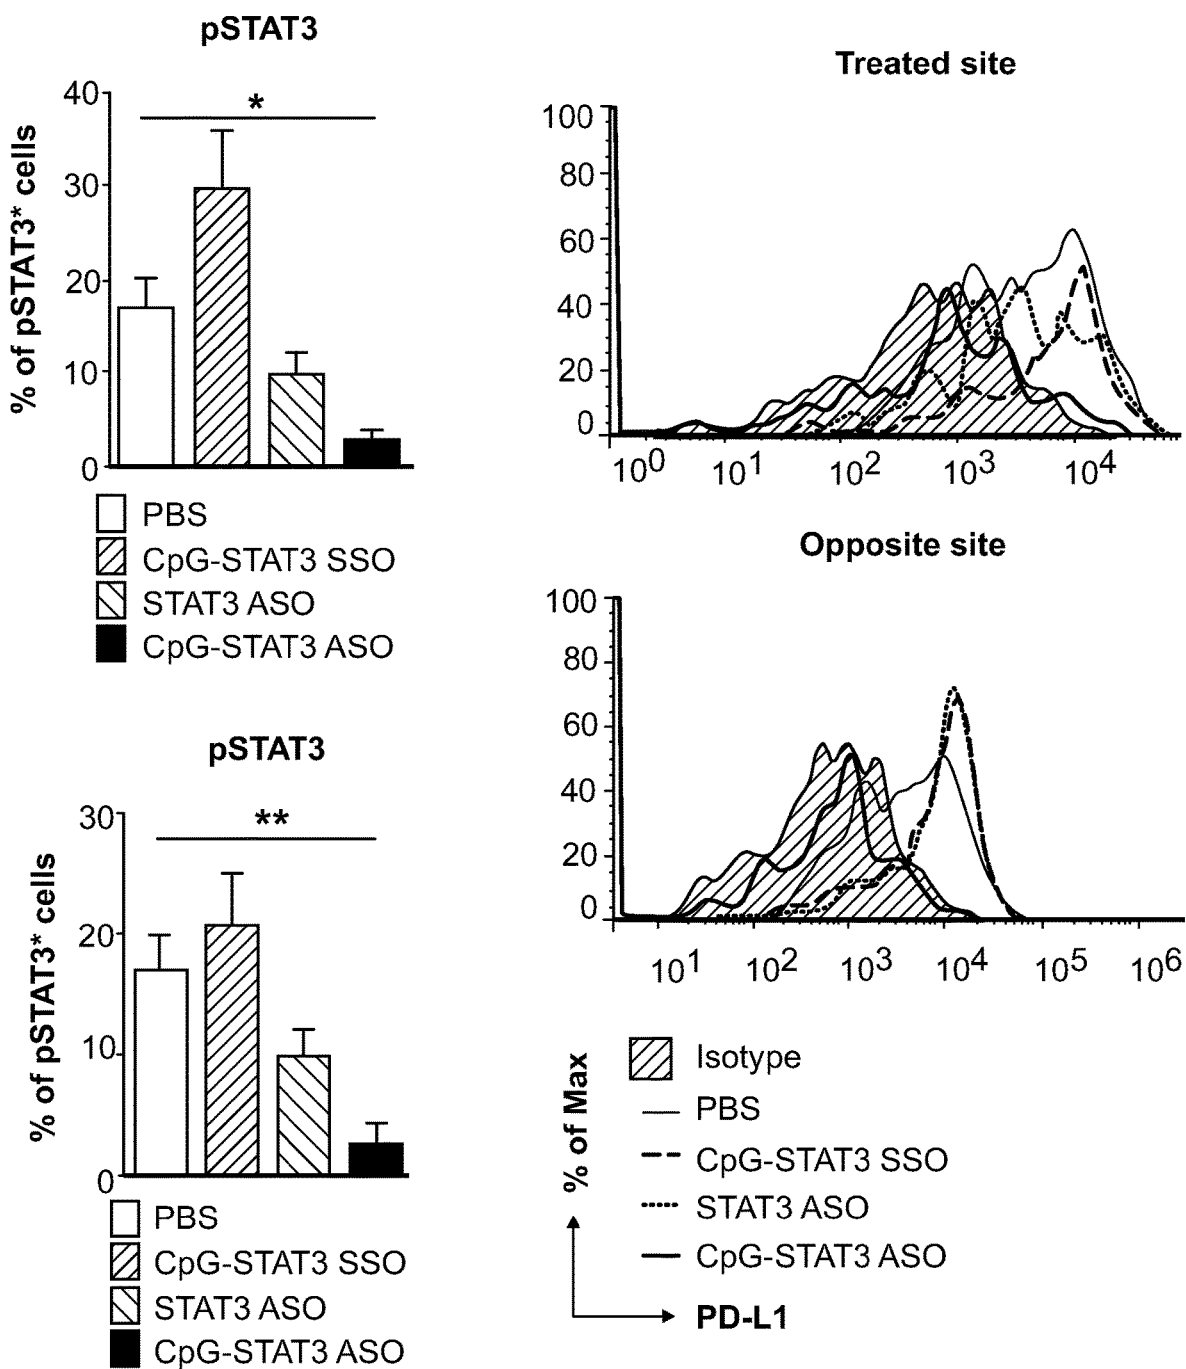 pSTAT3
*
% of pSTAT3* cells
40
30
20
10
0
PBS
CpG-STAT3 SSO
STAT3 ASO
CpG-STAT3 ASO
pSTAT3
**
% of pSTAT3* cells
30
20
10
0
PBS
CpG-STAT3 SSO
STAT3 ASO
CpG-STAT3 ASO
Treated site
100
80
60
40
20
0
10⁰ 10¹ 10² 10³ 10⁴
Opposite site
100
80
60
40
20
0
10¹ 10² 10³ 10⁴ 10⁵ 10⁶
% of Max
Isotype
PBS
CpG-STAT3 SSO
STAT3 ASO
CpG-STAT3 ASO
PD-L1